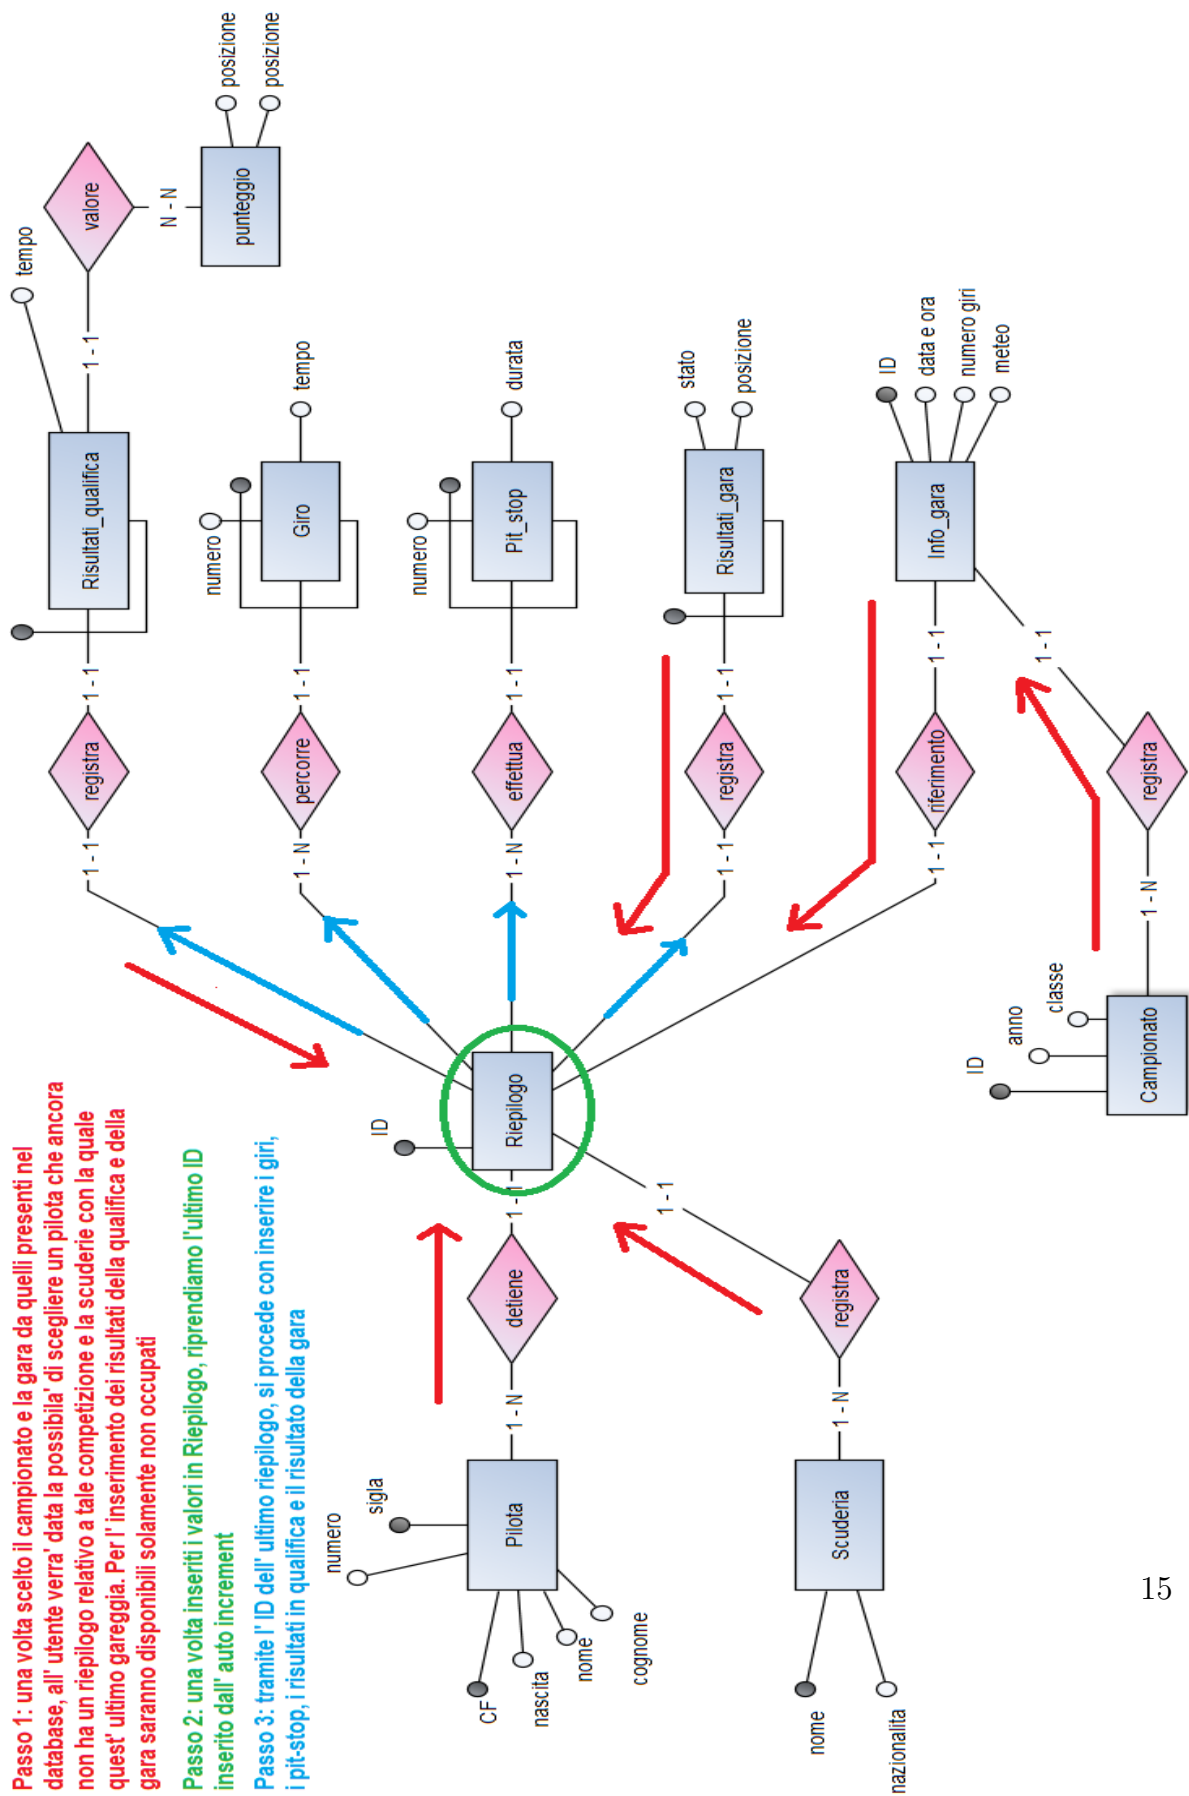 Passo 1: una volta scelto il campionato e la gara da quelli presenti nel
database, all' utente verra' data la possibila' di scegliere un pilota che ancora
non ha un riepilogo relativo a tale competizione e la scuderie con la quale
quest' ultimo gareggia. Per l' inserimento dei risultati della qualifica e della
gara saranno disponibili solamente non occupati
Passo 2: una volta inseriti i valori in Riepilogo, riprendiamo l'ultimo ID
inserito dall' auto increment
Passo 3: tramite l' ID dell' ultimo riepilogo, si procede con inserire i giri,
i pit-stop, i risultati in qualifica e il risultato della gara
registra
1 - 1
1 - 1
Risultati_qualifica
tempo
1 - 1
valore
N - N
punteggio
posizione
posizione
percorre
1 - N
1 - 1
Giro
numero
tempo
effettua
1 - N
1 - 1
Pit_stop
numero
durata
registra
1 - 1
1 - 1
Risultati_gara
stato
posizione
riferimento
1 - 1
1 - 1
Info_gara
ID
data e ora
numero giri
meteo
1 - 1
registra
1 - N
Campionato
ID
anno
classe
Riepilogo
ID
1 - 1
detiene
1 - N
Pilota
numero
sigla
CF
nascita
nome
cognome
1 - 1
registra
1 - N
Scuderia
nome
nazionalita
15